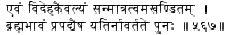 एवं विदेहकैवल्यं सन्मात्रत्वमखण्डितम् ।
ब्रह्मभावं प्रपद्यैष यतिर्नावर्तते पुनः ॥५६७॥